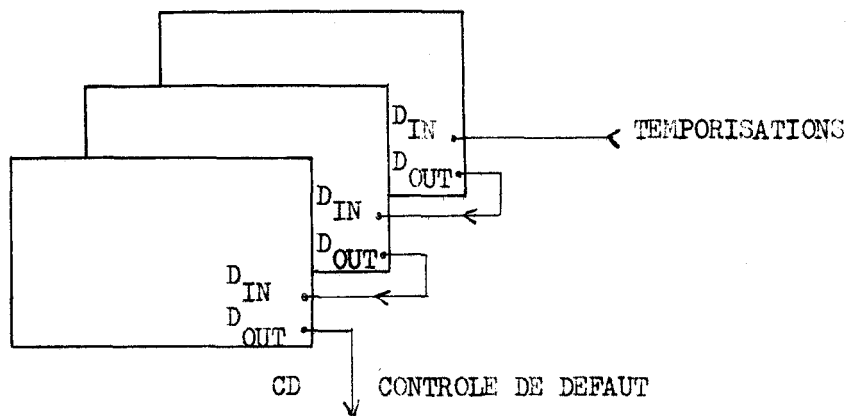 D_IN TEMPORISATIONS
D_OUT
D_IN
D_OUT
D_IN
D_OUT
CD CONTROLE DE DEFAUT